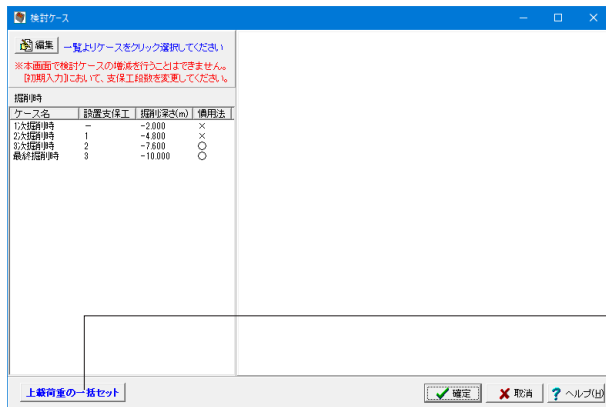 検討ケース
編集 一覧よりケースをクリック選択してください
※本画面で検討ケースの増減を行うことはできません。
[初期入力]において、支保工段数を変更してください。
掘削時
ケース名 設置支保工 掘削深さ(m) 慣用法
1次掘削時 － -2.000 ×
2次掘削時 1 -4.800 ×
3次掘削時 2 -7.600 ○
最終掘削時 3 -10.000 ○
上載荷重の一括セット 確定 取消 ? ヘルプ(H)